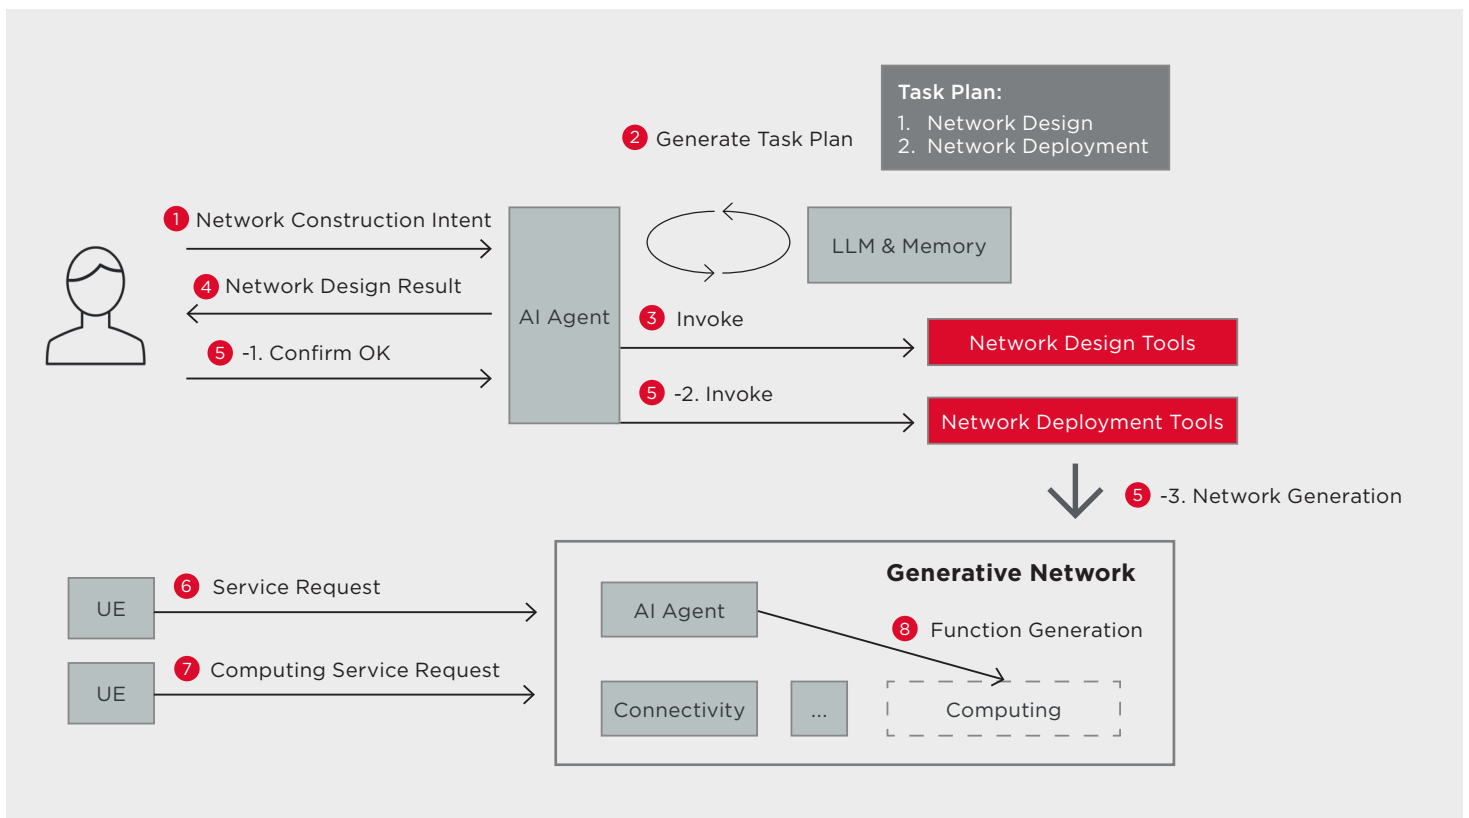 Task Plan:
1. Network Design
2. Network Deployment
2 Generate Task Plan
1 Network Construction Intent
LLM & Memory
4 Network Design Result
AI Agent
3 Invoke
Network Design Tools
5 -1. Confirm OK
5 -2. Invoke
Network Deployment Tools
5 -3. Network Generation
Generative Network
6 Service Request
UE
AI Agent
8 Function Generation
7 Computing Service Request
UE
Connectivity
...
Computing